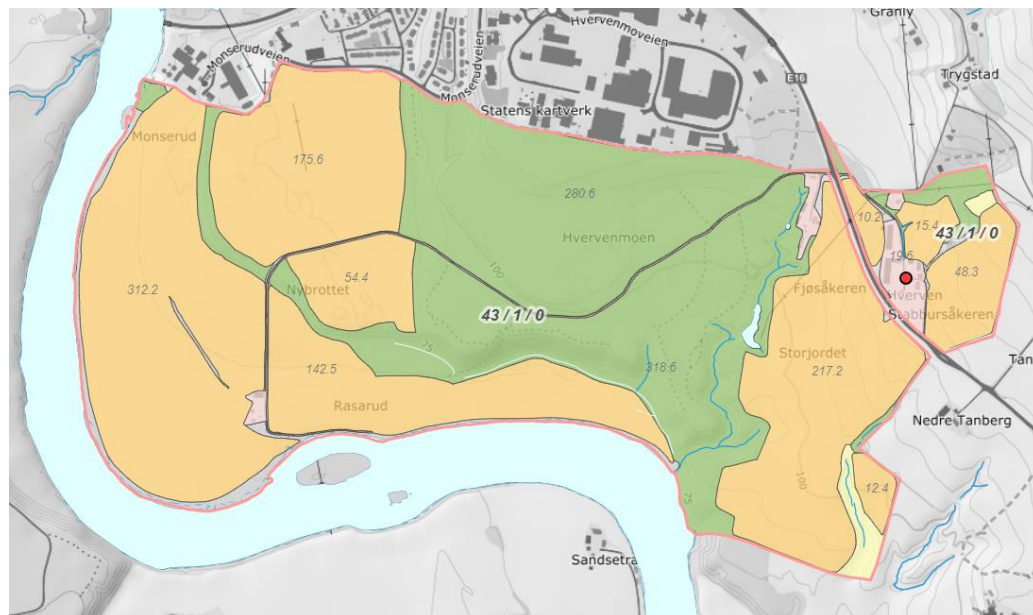 Granly
Hvervenmoveien
Monserudveien
Trygstad
E16
Monserudveien
Statens kartverk
Monserud
175.6
280.6
10.2
15.4
43 / 1 / 0
Hvervenmoen
19.6
48.3
54.4
312.2
Nybrottet
Fjøsåkeren
Hverven
100
43 / 1 / 0
Stabbursåkeren
75
Storjordet
Tan
142.5
318.6
217.2
Rasarud
Nedre Tanberg
100
12.4
75
Sandsetra